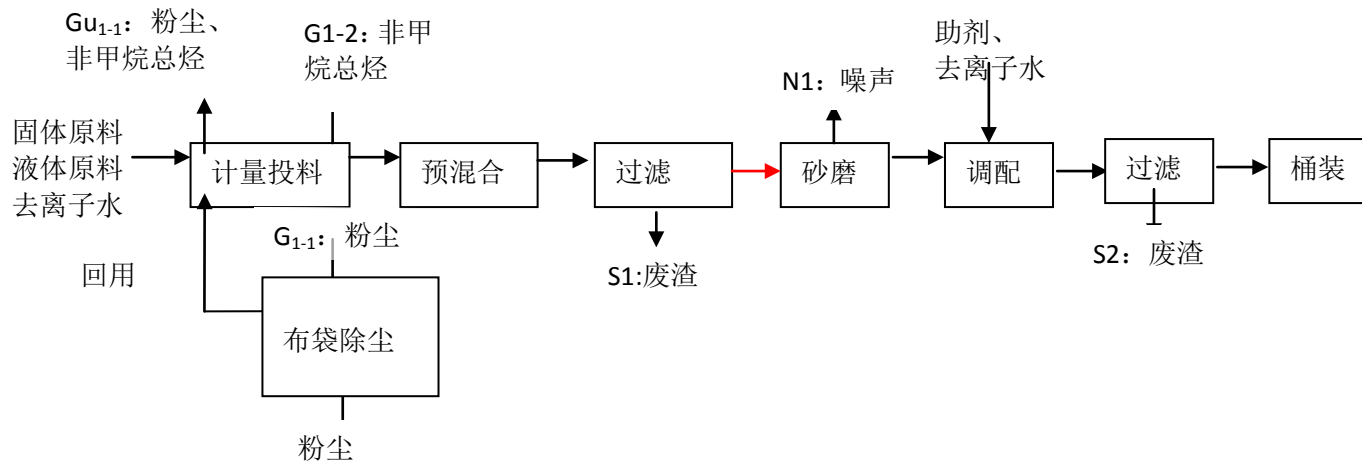 Gu1-1：粉尘、
非甲烷总烃
G1-2：非甲
烷总烃
助剂、
去离子水
N1：噪声
固体原料
液体原料
去离子水
计量投料
预混合
过滤
砂磨
调配
过滤
桶装
G1-1：粉尘
S1:废渣
S2：废渣
回用
布袋除尘
粉尘